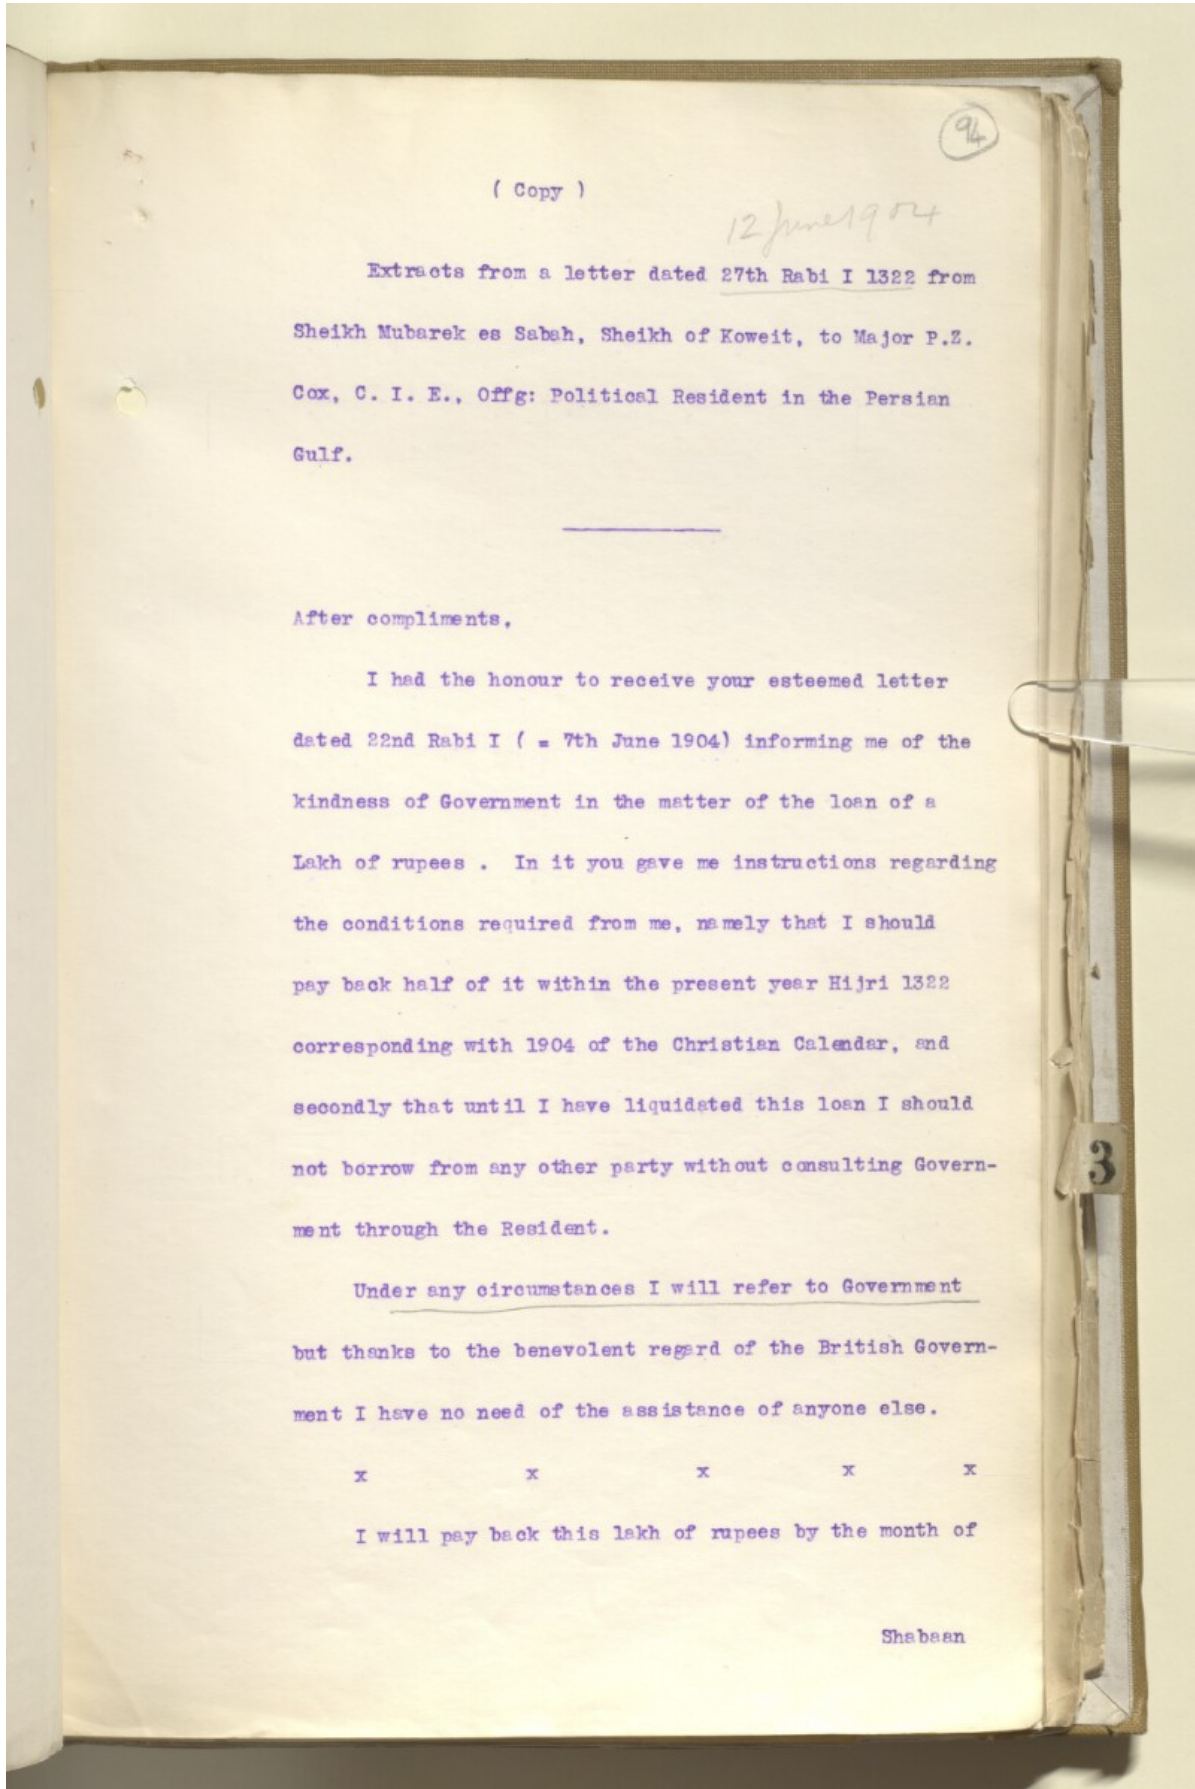 94
( Copy )
12 June 1904
Extracts from a letter dated 27th Rabi I 1322 from
Sheikh Mubarek es Sabah, Sheikh of Koweit, to Major P.Z.
Cox, C. I. E., Offg: Political Resident in the Persian
Gulf.
After compliments,
I had the honour to receive your esteemed letter
dated 22nd Rabi I ( = 7th June 1904) informing me of the
kindness of Government in the matter of the loan of a
Lakh of rupees . In it you gave me instructions regarding
the conditions required from me, namely that I should
pay back half of it within the present year Hijri 1322
corresponding with 1904 of the Christian Calendar, and
secondly that until I have liquidated this loan I should
not borrow from any other party without consulting Govern-
ment through the Resident.
Under any circumstances I will refer to Government
but thanks to the benevolent regard of the British Govern-
ment I have no need of the assistance of anyone else.
x x x x x
I will pay back this lakh of rupees by the month of
Shabaan
3